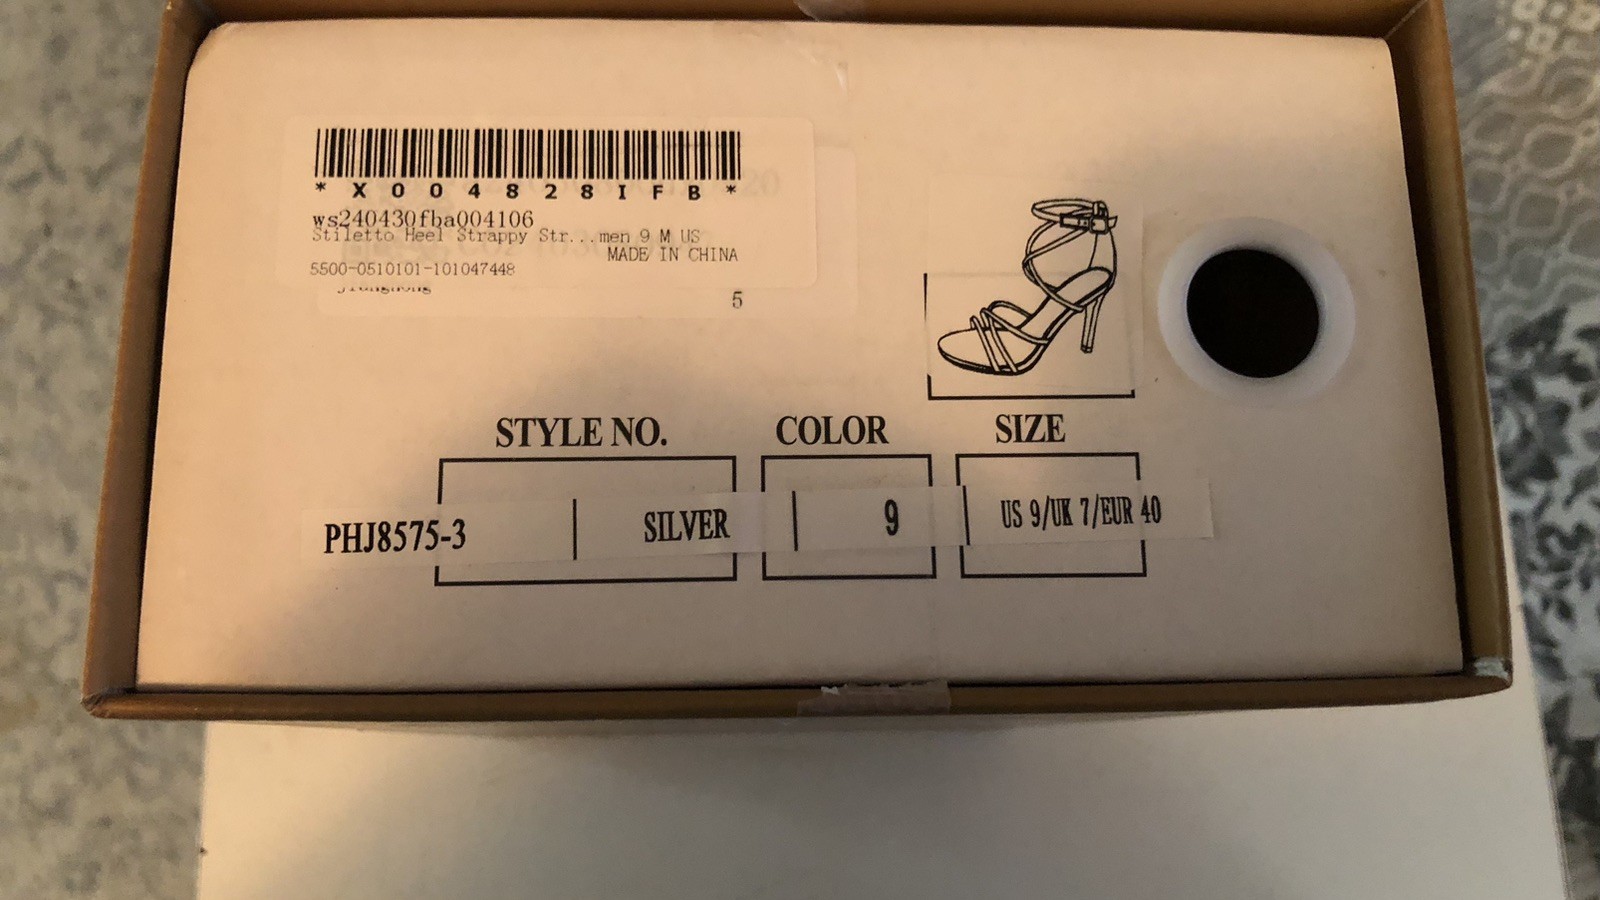 *X004828IFB*
ws240430fba004106
Stiletto Heel Strappy Str...men 9 M US
MADE IN CHINA
5500-0510101-101047448
5
STYLE NO. COLOR SIZE
PHJ8575-3 SILVER 9 US 9/UK 7/EUR 40